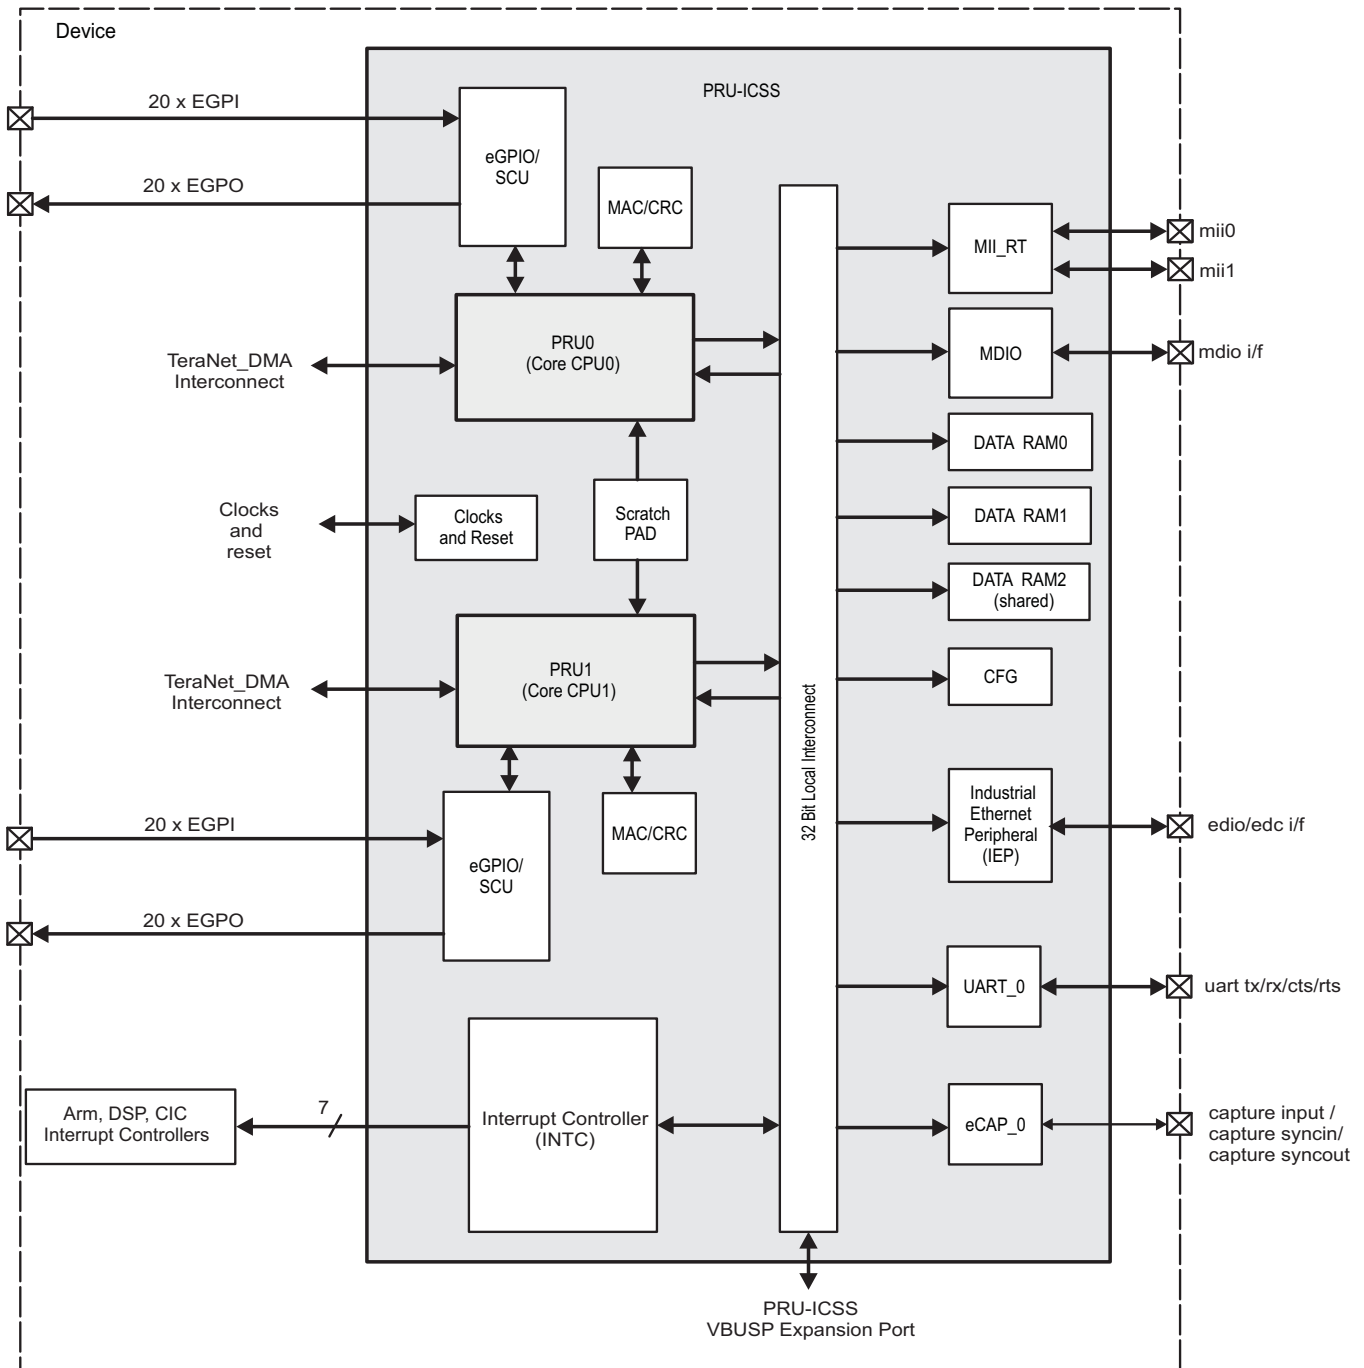 Device
PRU-ICSS
20 x EGPI
eGPIO/
SCU
20 x EGPO
MAC/CRC
MII_RT
mii0
mii1
PRU0
(Core CPU0)
TeraNet_DMA
Interconnect
MDIO
mdio i/f
DATA RAM0
Clocks
and
reset
Clocks
and Reset
Scratch
PAD
DATA RAM1
DATA RAM2
(shared)
PRU1
(Core CPU1)
TeraNet_DMA
Interconnect
CFG
32 Bit Local Interconnect
20 x EGPI
eGPIO/
SCU
20 x EGPO
MAC/CRC
Industrial
Ethernet
Peripheral
(IEP)
edio/edc i/f
UART_0
uart tx/rx/cts/rts
Arm, DSP, CIC
Interrupt Controllers
7
Interrupt Controller
(INTC)
eCAP_0
capture input /
capture syncin/
capture syncout
PRU-ICSS
VBUSP Expansion Port